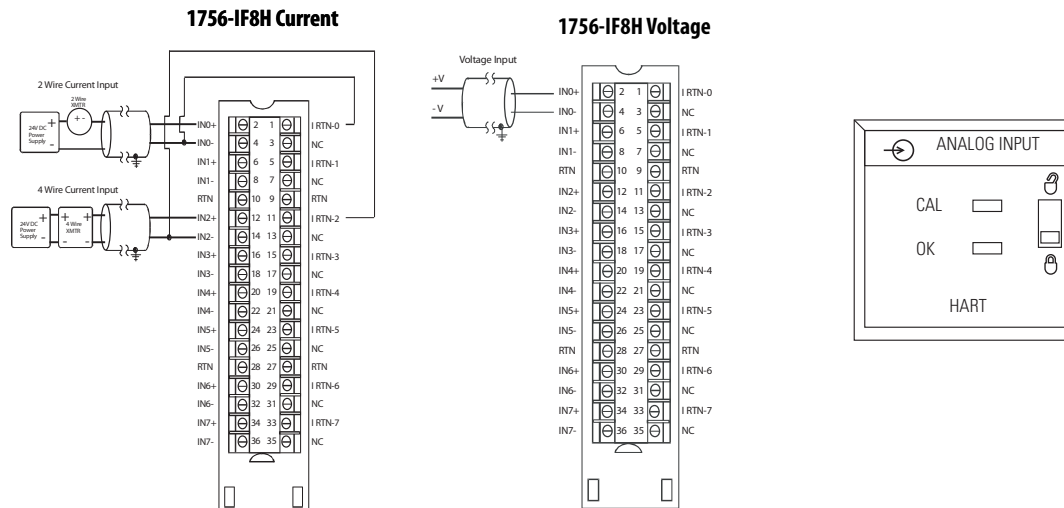 1756-IF8H Current
2 Wire Current Input
2 Wire
XMTR
+ -
24V DC
Power
Supply
+
-
4 Wire Current Input
24V DC
Power
Supply
+
-
+ +
4 Wire
XMTR
- -
IN0+ 2 1 I RTN-0
IN0- 4 3 NC
IN1+ 6 5 I RTN-1
IN1- 8 7 NC
RTN 10 9 RTN
IN2+ 12 11 I RTN-2
IN2- 14 13 NC
IN3+ 16 15 I RTN-3
IN3- 18 17 NC
IN4+ 20 19 I RTN-4
IN4- 22 21 NC
IN5+ 24 23 I RTN-5
IN5- 26 25 NC
RTN 28 27 RTN
IN6+ 30 29 I RTN-6
IN6- 32 31 NC
IN7+ 34 33 I RTN-7
IN7- 36 35 NC
1756-IF8H Voltage
Voltage Input
+V
-V
IN0+ 2 1 I RTN-0
IN0- 4 3 NC
IN1+ 6 5 I RTN-1
IN1- 8 7 NC
RTN 10 9 RTN
IN2+ 12 11 I RTN-2
IN2- 14 13 NC
IN3+ 16 15 I RTN-3
IN3- 18 17 NC
IN4+ 20 19 I RTN-4
IN4- 22 21 NC
IN5+ 24 23 I RTN-5
IN5- 26 25 NC
RTN 28 27 RTN
IN6+ 30 29 I RTN-6
IN6- 32 31 NC
IN7+ 34 33 I RTN-7
IN7- 36 35 NC
ANALOG INPUT
CAL
OK
HART